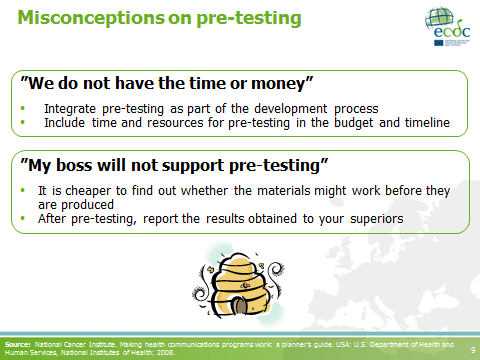 Misconceptions on pre-testing
ecdc
”We do not have the time or money”
• Integrate pre-testing as part of the development process
• Include time and resources for pre-testing in the budget and timeline
”My boss will not support pre-testing”
• It is cheaper to find out whether the materials might work before they
are produced
• After pre-testing, report the results obtained to your superiors
Source: National Cancer Institute. Making health communications programs work: a planner's guide. USA: U.S. Department of Health and
Human Services, National Institutes of Health; 2008.
9